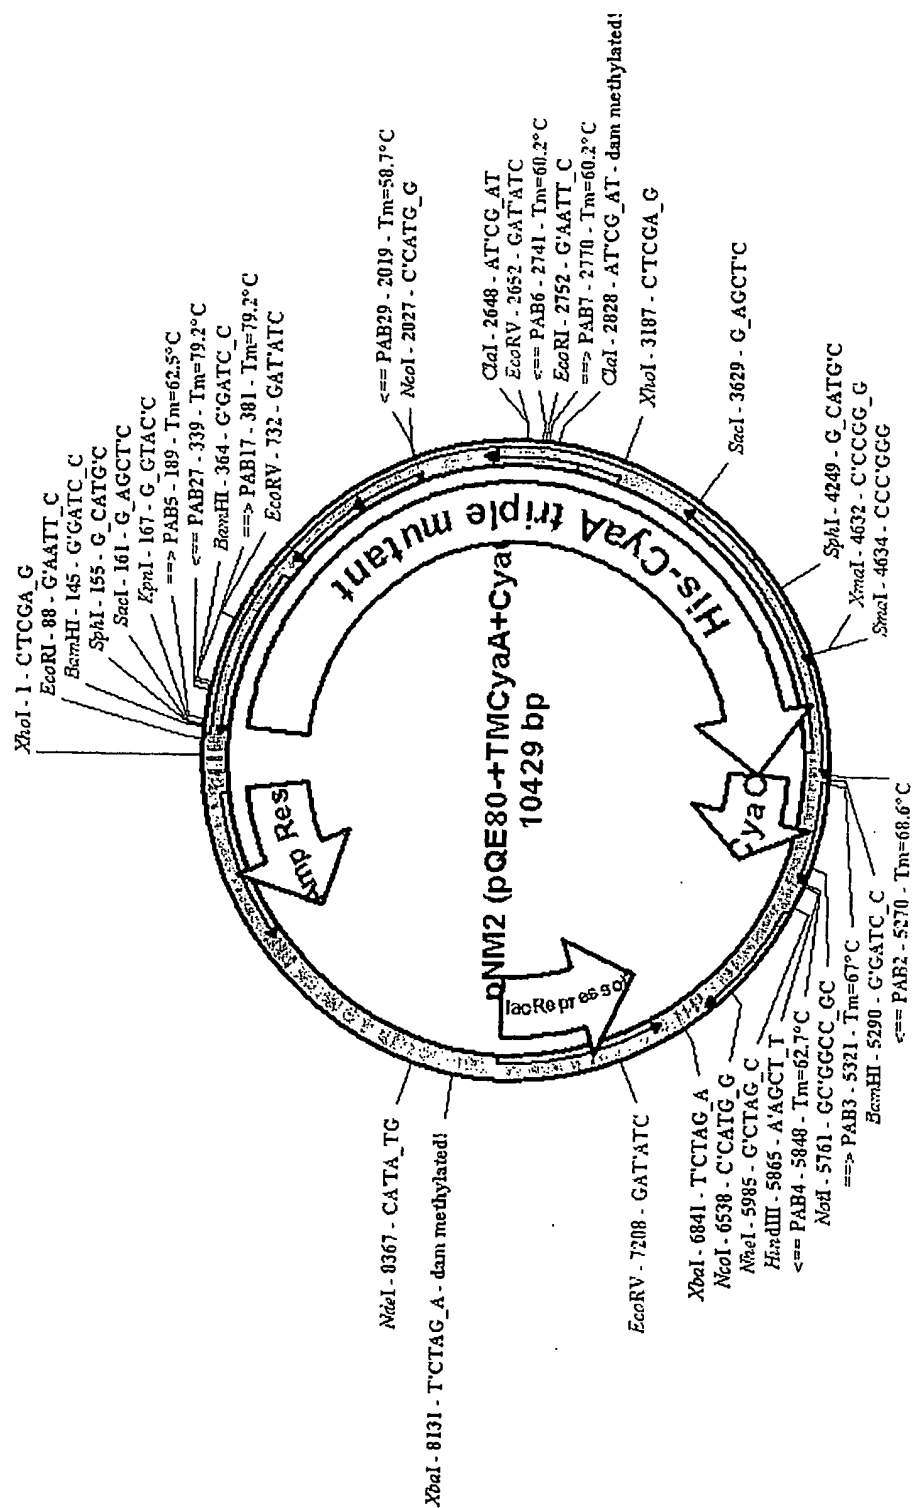 XhoI - 1 - C'TCGA_G
EcoRI - 88 - G'AATT_C
BamHI - 145 - G'GATC_C
SphI - 155 - G_CATG'C
SacI - 161 - G_AGCT'C
KpnI - 167 - G_GTAC'C
==> PAB5 - 189 - Tm=62.5°C
<== PAB27 - 339 - Tm=79.2°C
BamHI - 364 - G'GATC_C
==> PAB17 - 381 - Tm=79.2°C
EcoRV - 732 - GAT'ATC
<== PAB29 - 2019 - Tm=58.7°C
NcoI - 2027 - C'CATG_G
ClaI - 2648 - AT'CG_AT
EcoRV - 2652 - GAT'ATC
<== PAB6 - 2741 - Tm=60.2°C
EcoRI - 2752 - G'AATT_C
==> PAB7 - 2770 - Tm=60.2°C
ClaI - 2828 - AT'CG_AT - dam methylated!
XhoI - 3187 - C'TCGA_G
SacI - 3629 - G_AGCT'C
SphI - 4249 - G_CATG'C
XmaI - 4632 - C'CCGG_G
SmaI - 4634 - CCC'GGG
<== PAB2 - 5270 - Tm=68.6°C
BamHI - 5290 - G'GATC_C
==> PAB3 - 5321 - Tm=67°C
NotI - 5761 - GC'GGCC_GC
<== PAB4 - 5848 - Tm=62.7°C
HindIII - 5865 - A'AGCT_T
NheI - 5985 - G'CTAG_C
NcoI - 6538 - C'CATG_G
XbaI - 6841 - T'CTAG_A
EcoRV - 7208 - GAT'ATC
XbaI - 8131 - T'CTAG_A - dam methylated!
NdeI - 8367 - CA'TA_TG
Amp Res
His-CyaA triple mutant
CyaC
lacRepressor
pNM2 (pQE80-+TMCyaA+Cya
10429 bp